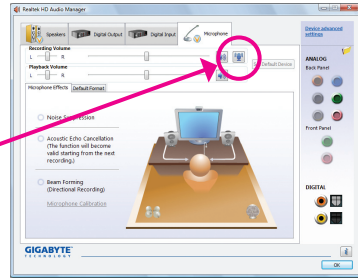 Realtek HD Audio Manager
Speakers
Digital Output
Digital Input
Microphone
Device advanced
settings
Recording Volume
L
R
Default Device
Playback Volume
L
R
Microphone Effects
Default Format
ANALOG
Back Panel
Noise Suppression
Acoustic Echo Cancellation
(The function will become
valid starting from the next
recording.)
Front Panel
Beam Forming
(Directional Recording)
Microphone Calibration
DIGITAL
GIGABYTE
TECHNOLOGY
i
OK